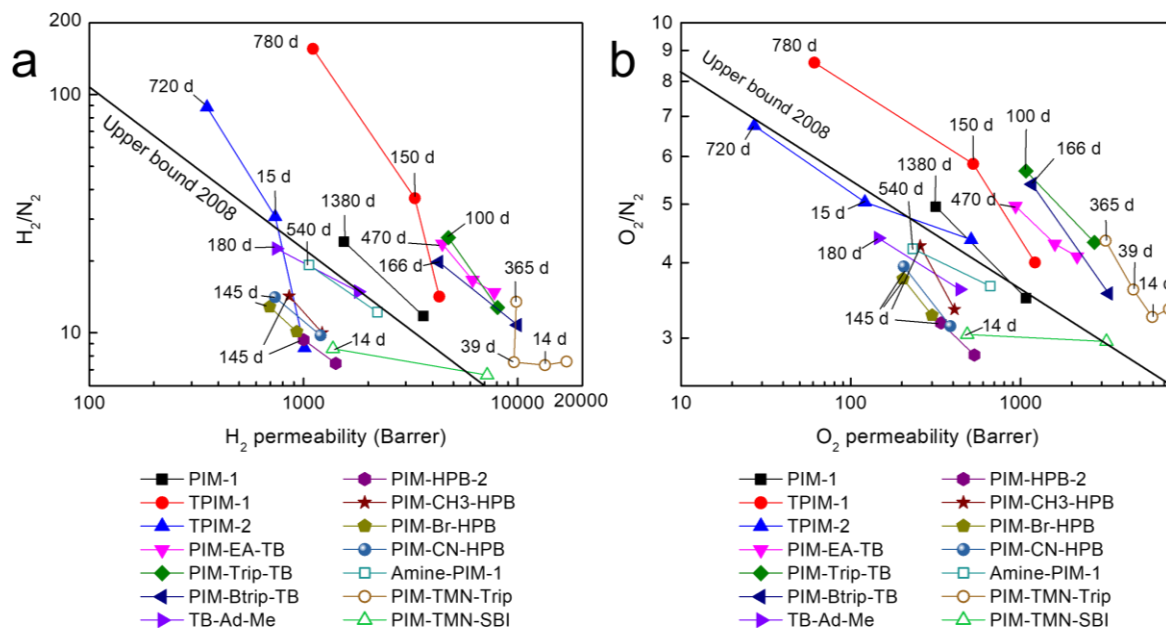 a
200
100
10
H2/N2
780 d
720 d
Upper bound 2008
150 d
15 d
1380 d
100 d
540 d
470 d
180 d
166 d
365 d
145 d
145 d
14 d
39 d
14 d
100
1000
10000
20000
H2 permeability (Barrer)
PIM-1
TPIM-1
TPIM-2
PIM-EA-TB
PIM-Trip-TB
PIM-Btrip-TB
TB-Ad-Me
PIM-HPB-2
PIM-CH3-HPB
PIM-Br-HPB
PIM-CN-HPB
Amine-PIM-1
PIM-TMN-Trip
PIM-TMN-SBI
b
10
9
8
7
6
5
4
3
O2/N2
780 d
Upper bound 2008
720 d
150 d
100 d
1380 d
166 d
540 d
470 d
15 d
365 d
180 d
39 d
145 d
14 d
14 d
10
100
1000
O2 permeability (Barrer)
PIM-1
TPIM-1
TPIM-2
PIM-EA-TB
PIM-Trip-TB
PIM-Btrip-TB
TB-Ad-Me
PIM-HPB-2
PIM-CH3-HPB
PIM-Br-HPB
PIM-CN-HPB
Amine-PIM-1
PIM-TMN-Trip
PIM-TMN-SBI